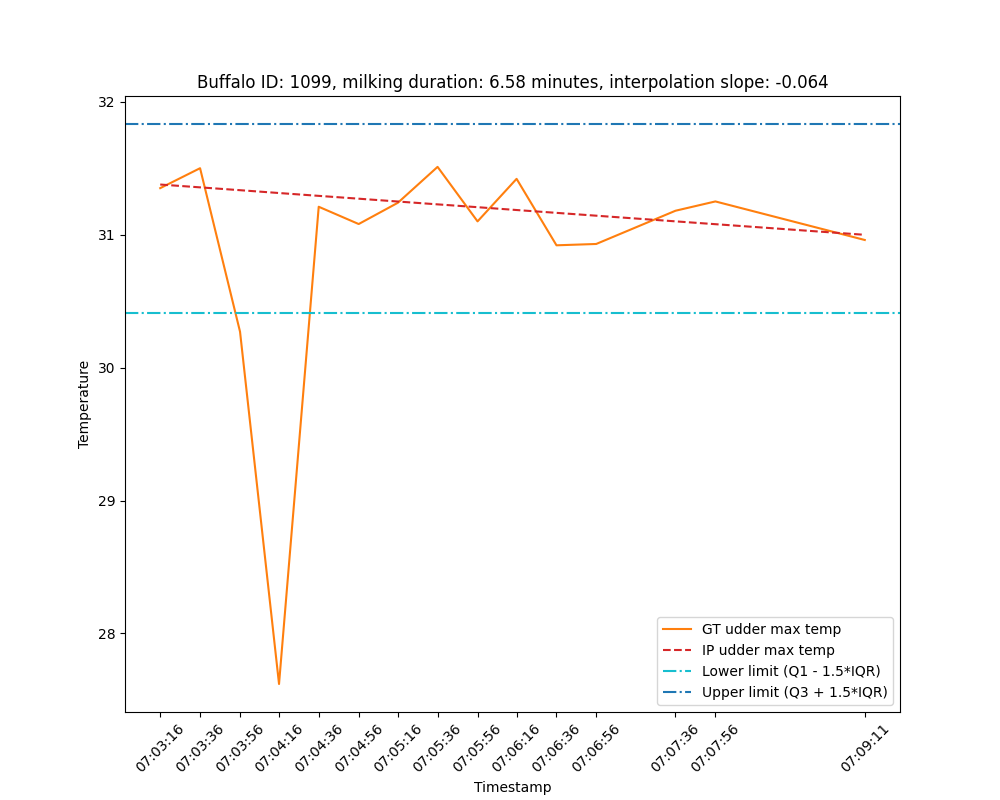 Buffalo ID: 1099, milking duration: 6.58 minutes, interpolation slope: -0.064
32
31
30
29
28
Temperature
GT udder max temp
IP udder max temp
Lower limit (Q1 - 1.5*IQR)
Upper limit (Q3 + 1.5*IQR)
07:03:16
07:03:36
07:03:56
07:04:16
07:04:36
07:04:56
07:05:16
07:05:36
07:05:56
07:06:16
07:06:36
07:06:56
07:07:36
07:07:56
07:09:11
Timestamp